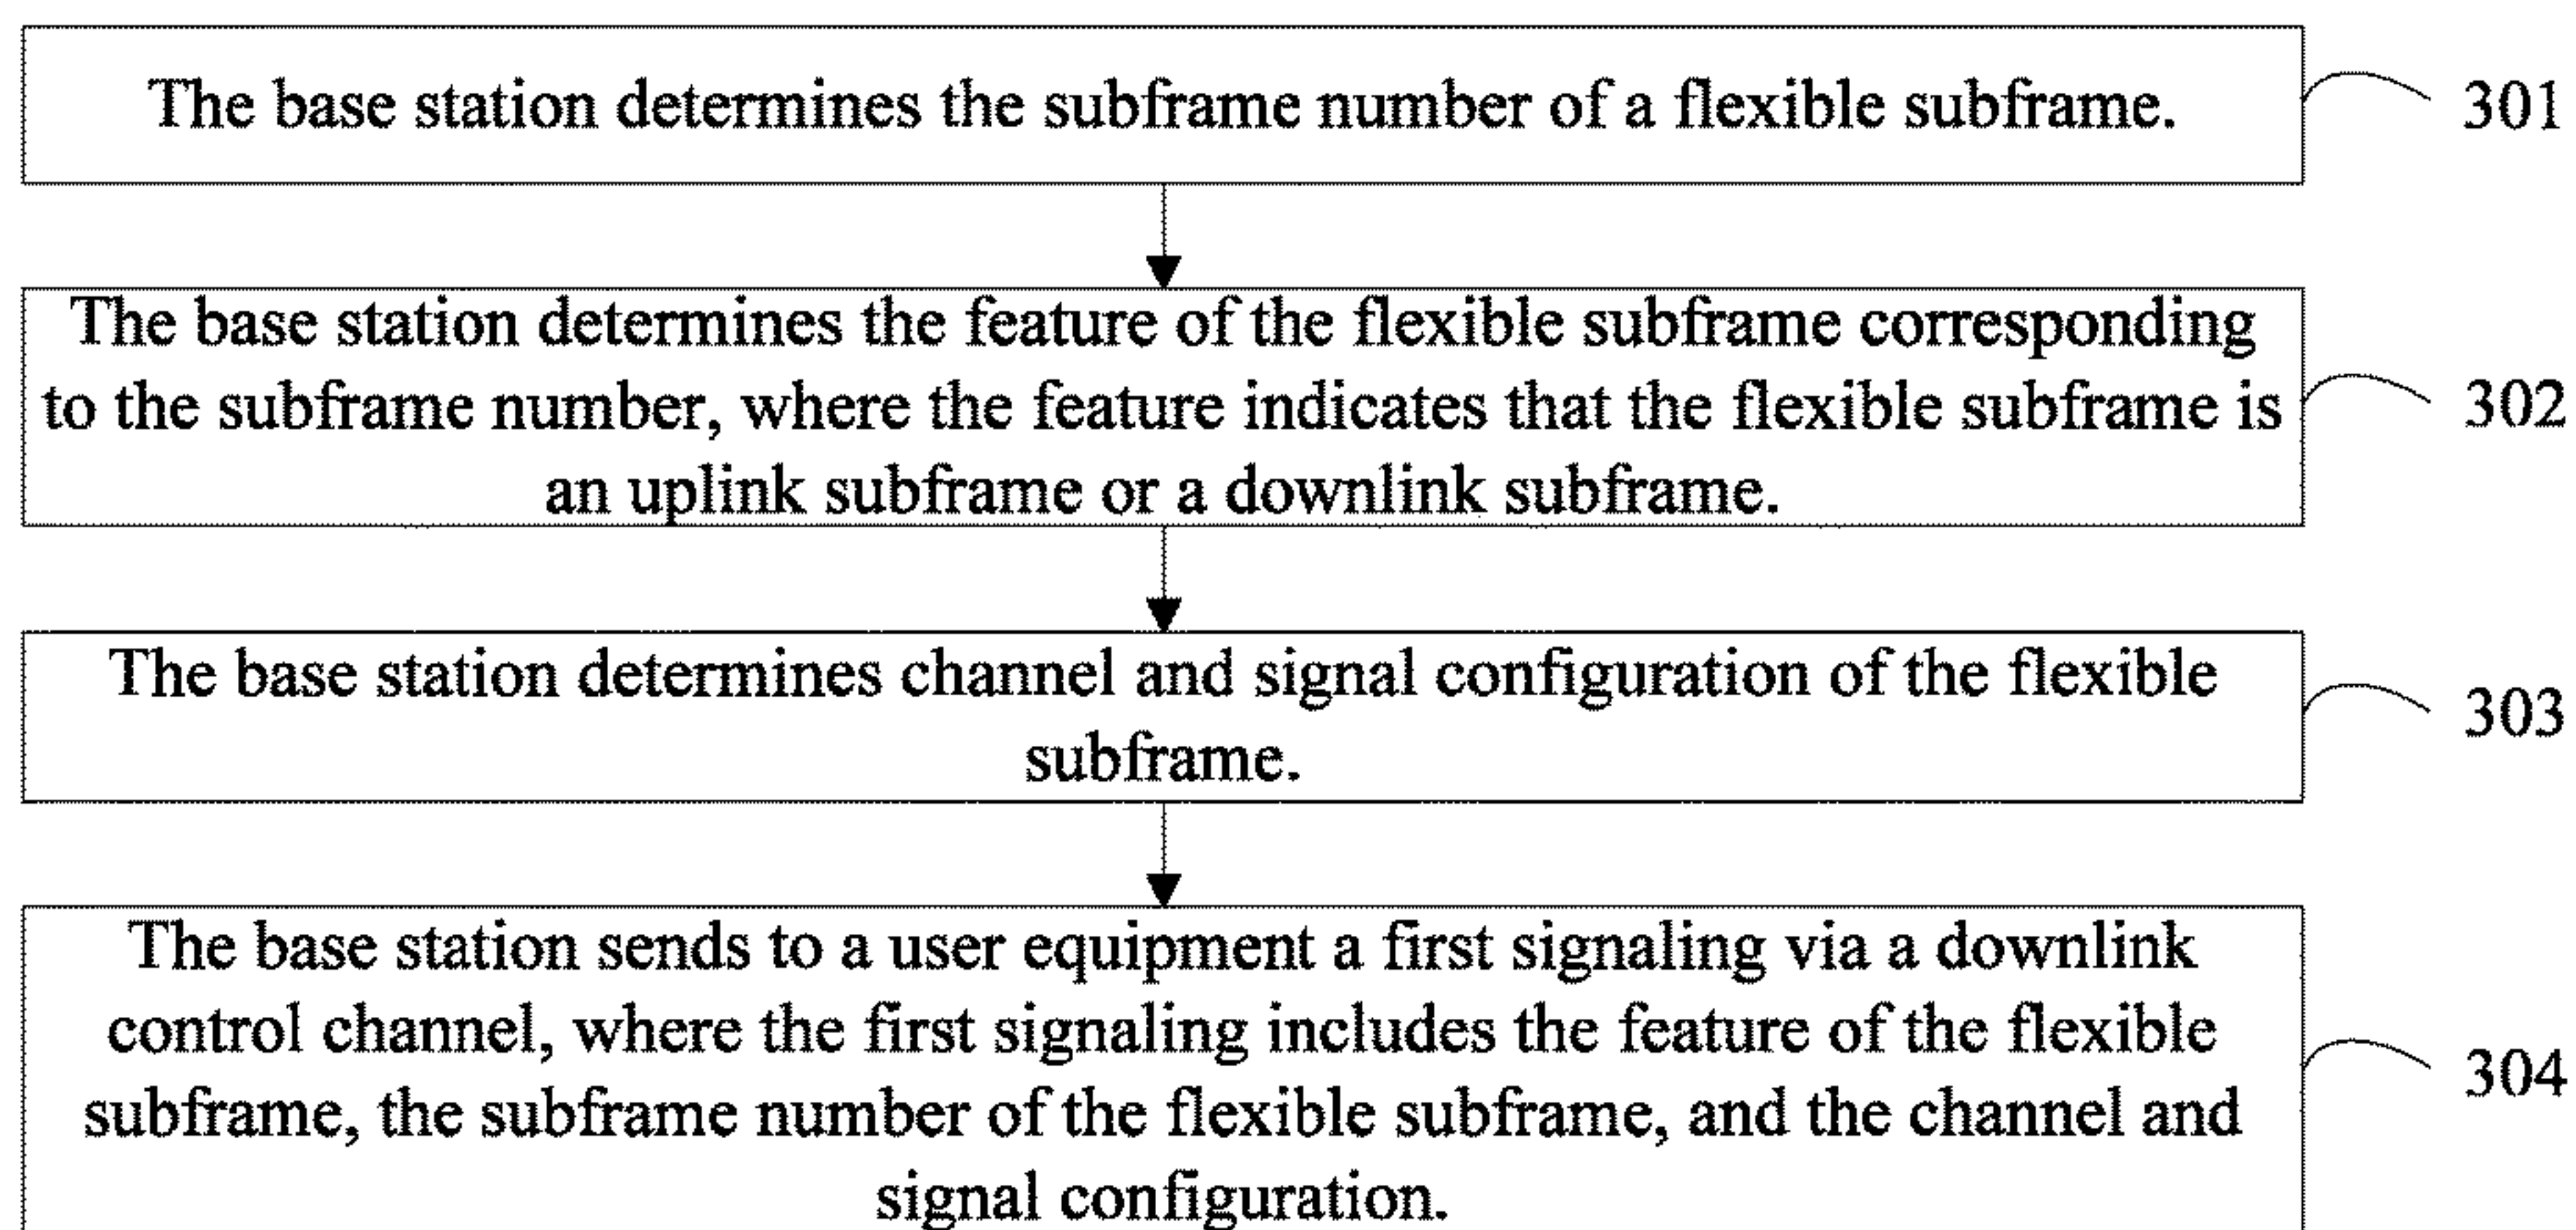 The base station determines the subframe number of a flexible subframe.
301
The base station determines the feature of the flexible subframe corresponding
to the subframe number, where the feature indicates that the flexible subframe is
an uplink subframe or a downlink subframe.
302
The base station determines channel and signal configuration of the flexible
subframe.
303
The base station sends to a user equipment a first signaling via a downlink
control channel, where the first signaling includes the feature of the flexible
subframe, the subframe number of the flexible subframe, and the channel and
signal configuration.
304